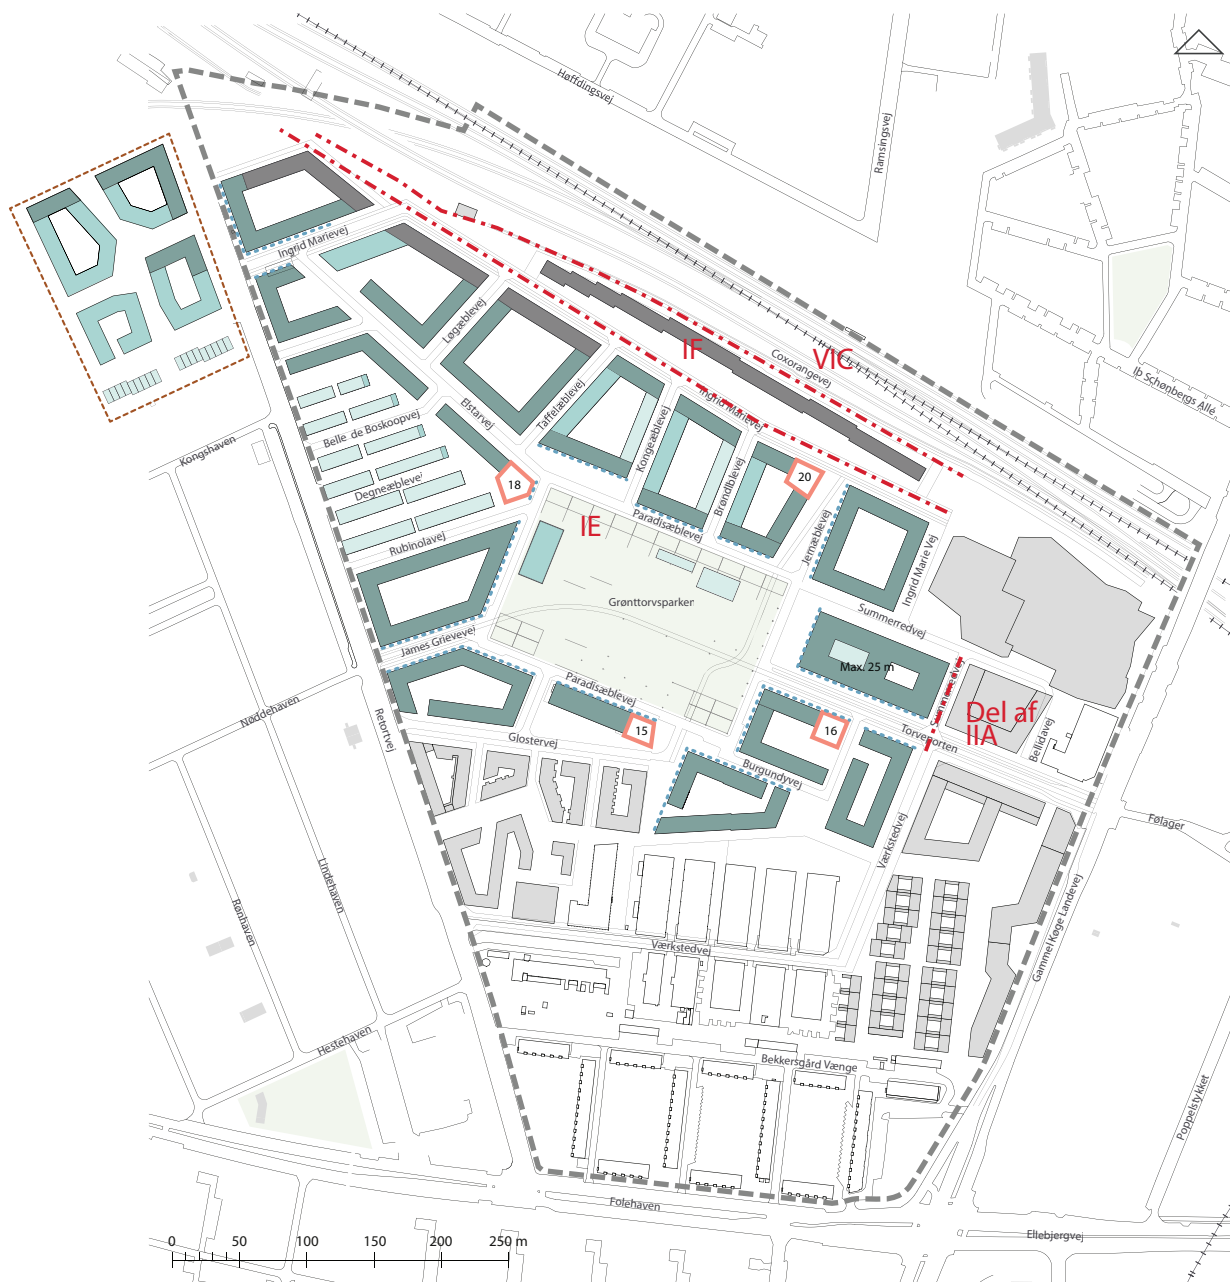 Høffdingsvej
Ramsingsvej
Ingrid Marievej
IF
VIC
Coxorangevej
Løgæblevej
Ib Schønbergs Allé
Taffelæblevej
Ingrid Marievej
Elstarvej
Belle de Boskoopvej
Kongeæblevej
Kongshaven
Brøndlblevej
20
Degneæblevej
18
IE
Paradisæblevej
Jernæblevej
Rubinolavej
Ingrid Marie Vej
Grønttorvsparken
Summerredvej
James Grievevej
Max. 25 m
Paradisæblevej
Summerredvej
Nøddehaven
Retortvej
Del af
IIA
15
16
Torveporten
Bellidavej
Glostervej
Burgundyvej
Følager
Værkstedvej
Lindehaven
Rønhaven
Gammel Køge Landevej
Værkstedvej
Hestehaven
Bekkersgård Vænge
Poppelstykket
Folehaven
Ellebjergvej
0 50 100 150 200 250 m